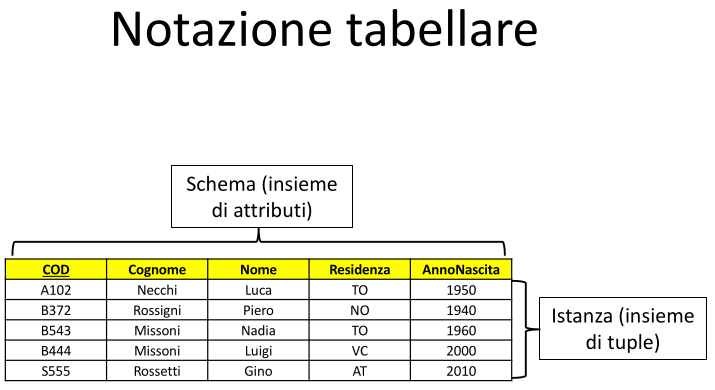 Notazione tabellare
Schema (insieme
di attributi)
COD Cognome Nome Residenza AnnoNascita
A102 Necchi Luca TO 1950
B372 Rossigni Piero NO 1940
B543 Missoni Nadia TO 1960
B444 Missoni Luigi VC 2000
S555 Rossetti Gino AT 2010
Istanza (insieme
di tuple)